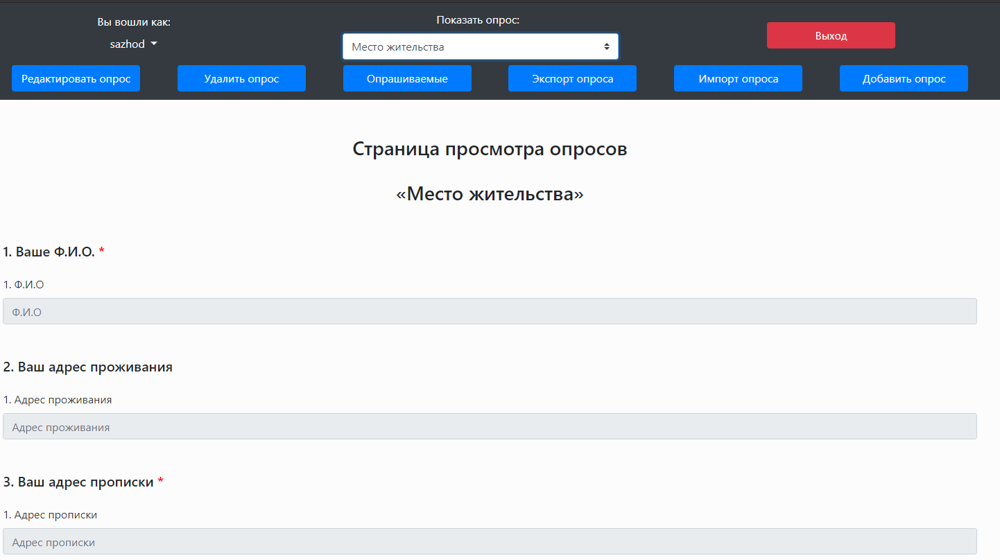 Вы вошли как:
sazhod
Показать опрос:
Место жительства
Выход
Редактировать опрос
Удалить опрос
Опрашиваемые
Экспорт опроса
Импорт опроса
Добавить опрос
Страница просмотра опросов
«Место жительства»
1. Ваше Ф.И.О. *
1. Ф.И.О
Ф.И.О
2. Ваш адрес проживания
1. Адрес проживания
Адрес проживания
3. Ваш адрес прописки *
1. Адрес прописки
Адрес прописки